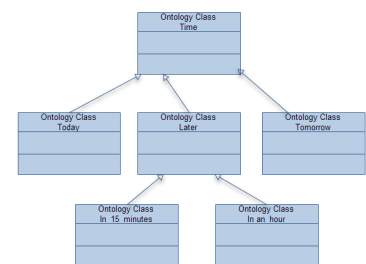 Ontology Class
Time
Ontology Class
Today
Ontology Class
Later
Ontology Class
Tomorrow
Ontology Class
In 15 minutes
Ontology Class
In an hour